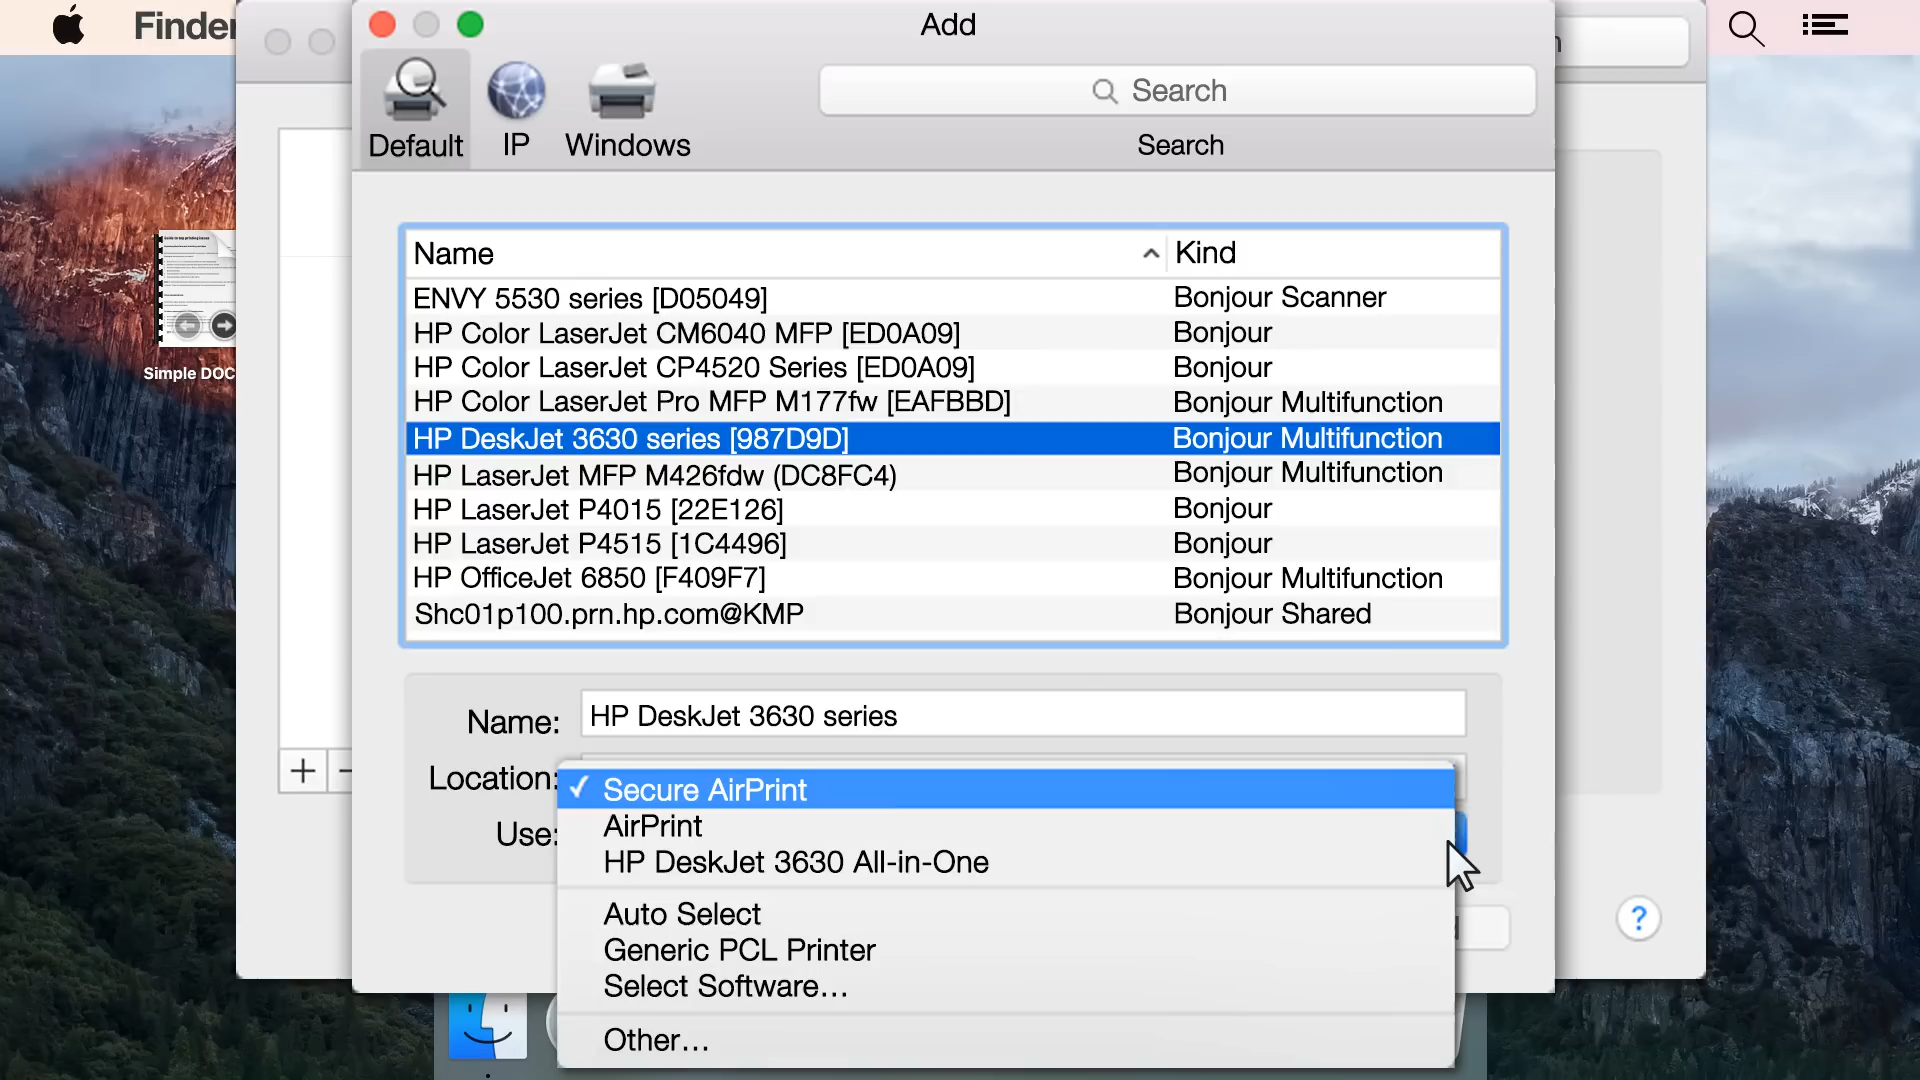 Finder
Add
Default
IP
Windows
Search
Search
Name
Kind
ENVY 5530 series [D05049]
Bonjour Scanner
HP Color LaserJet CM6040 MFP [ED0A09]
Bonjour
HP Color LaserJet CP4520 Series [ED0A09]
Bonjour
HP Color LaserJet Pro MFP M177fw [EAFBBD]
Bonjour Multifunction
HP DeskJet 3630 series [987D9D]
Bonjour Multifunction
HP LaserJet MFP M426fdw (DC8FC4)
Bonjour Multifunction
HP LaserJet P4015 [22E126]
Bonjour
HP LaserJet P4515 [1C4496]
Bonjour
HP OfficeJet 6850 [F409F7]
Bonjour Multifunction
Shc01p100.prn.hp.com@KMP
Bonjour Shared
Simple DOC
Name: HP DeskJet 3630 series
Location:
Use:
✓ Secure AirPrint
AirPrint
HP DeskJet 3630 All-in-One
Auto Select
Generic PCL Printer
Select Software...
Other...
+
−
?